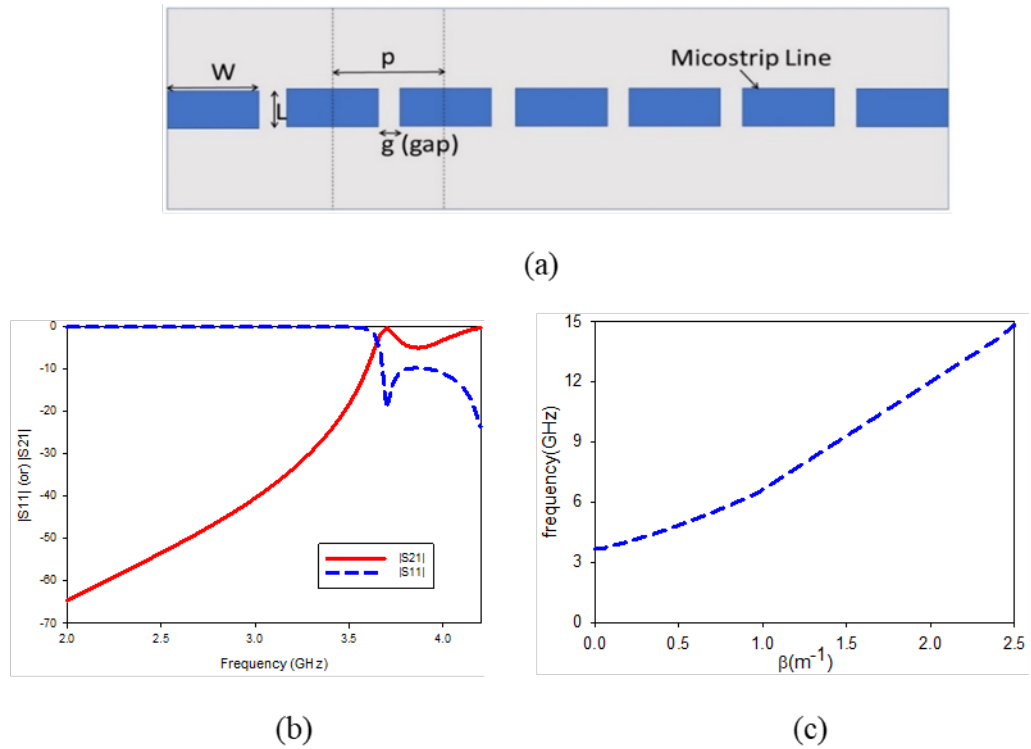 W
p
Micostrip Line
L
g (gap)
(a)
0
-10
-20
-30
-40
-50
-60
-70
|S11| (or) |S21|
|S21|
|S11|
2.0 2.5 3.0 3.5 4.0
Frequency (GHz)
(b)
15
12
9
6
3
0
frequency(GHz)
0.0 0.5 1.0 1.5 2.0 2.5
β(m⁻¹)
(c)